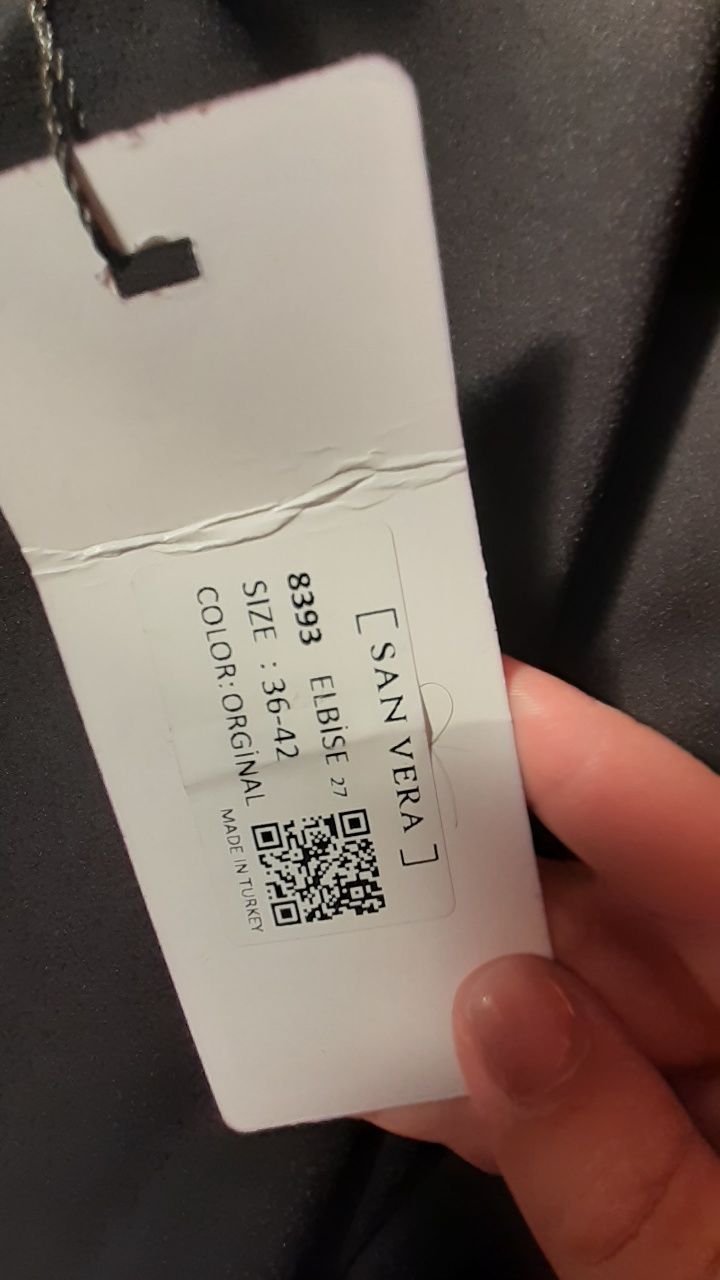 [ SAN VERA ]
8393 ELBİSE 27
SIZE : 36-42
COLOR:ORGİNAL
MADE IN TURKEY